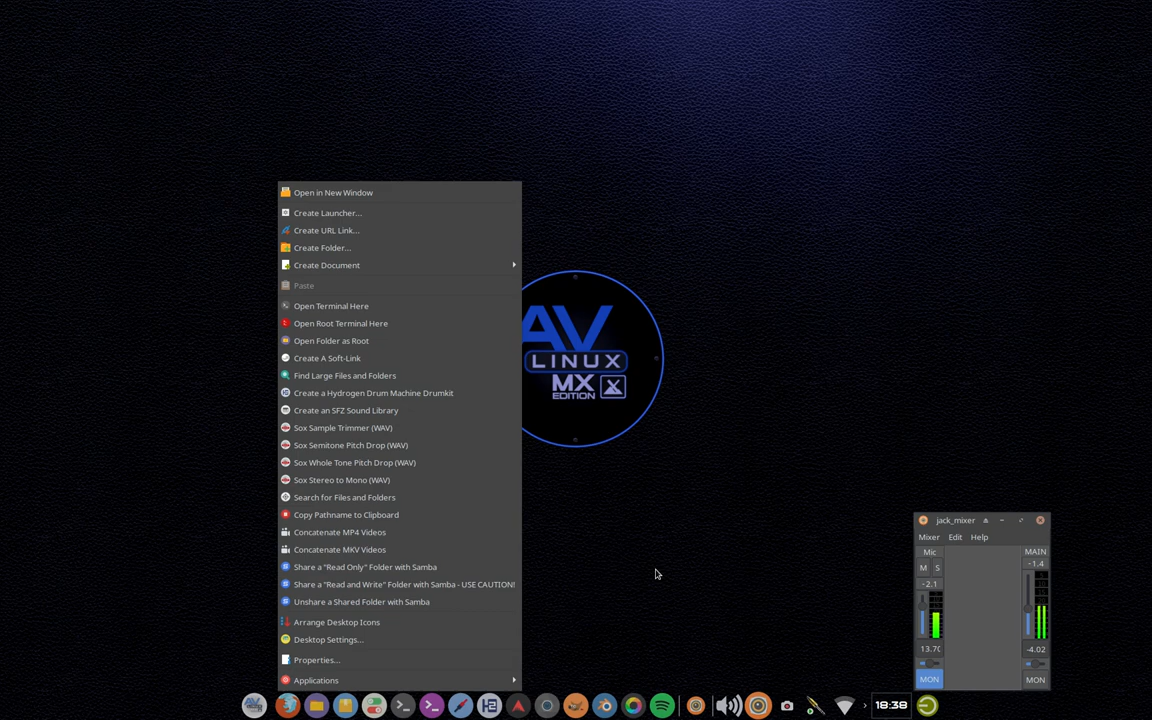 Open in New Window
Create Launcher...
Create URL Link...
Create Folder...
Create Document
Paste
Open Terminal Here
Open Root Terminal Here
Open Folder as Root
Create A Soft-Link
Find Large Files and Folders
Create a Hydrogen Drum Machine Drumkit
Create an SFZ Sound Library
Sox Sample Trimmer (WAV)
Sox Semitone Pitch Drop (WAV)
Sox Whole Tone Pitch Drop (WAV)
Sox Stereo to Mono (WAV)
Search for Files and Folders
Copy Pathname to Clipboard
Concatenate MP4 Videos
Concatenate MKV Videos
Share a "Read Only" Folder with Samba
Share a "Read and Write" Folder with Samba - USE CAUTION!
Unshare a Shared Folder with Samba
Arrange Desktop Icons
Desktop Settings...
Properties...
Applications
AV
LINUX
MX
EDITION
jack_mixer
Mixer Edit Help
Mic MAIN
M S -1.4
-2.1
13.70 -4.02
MON MON
18:38